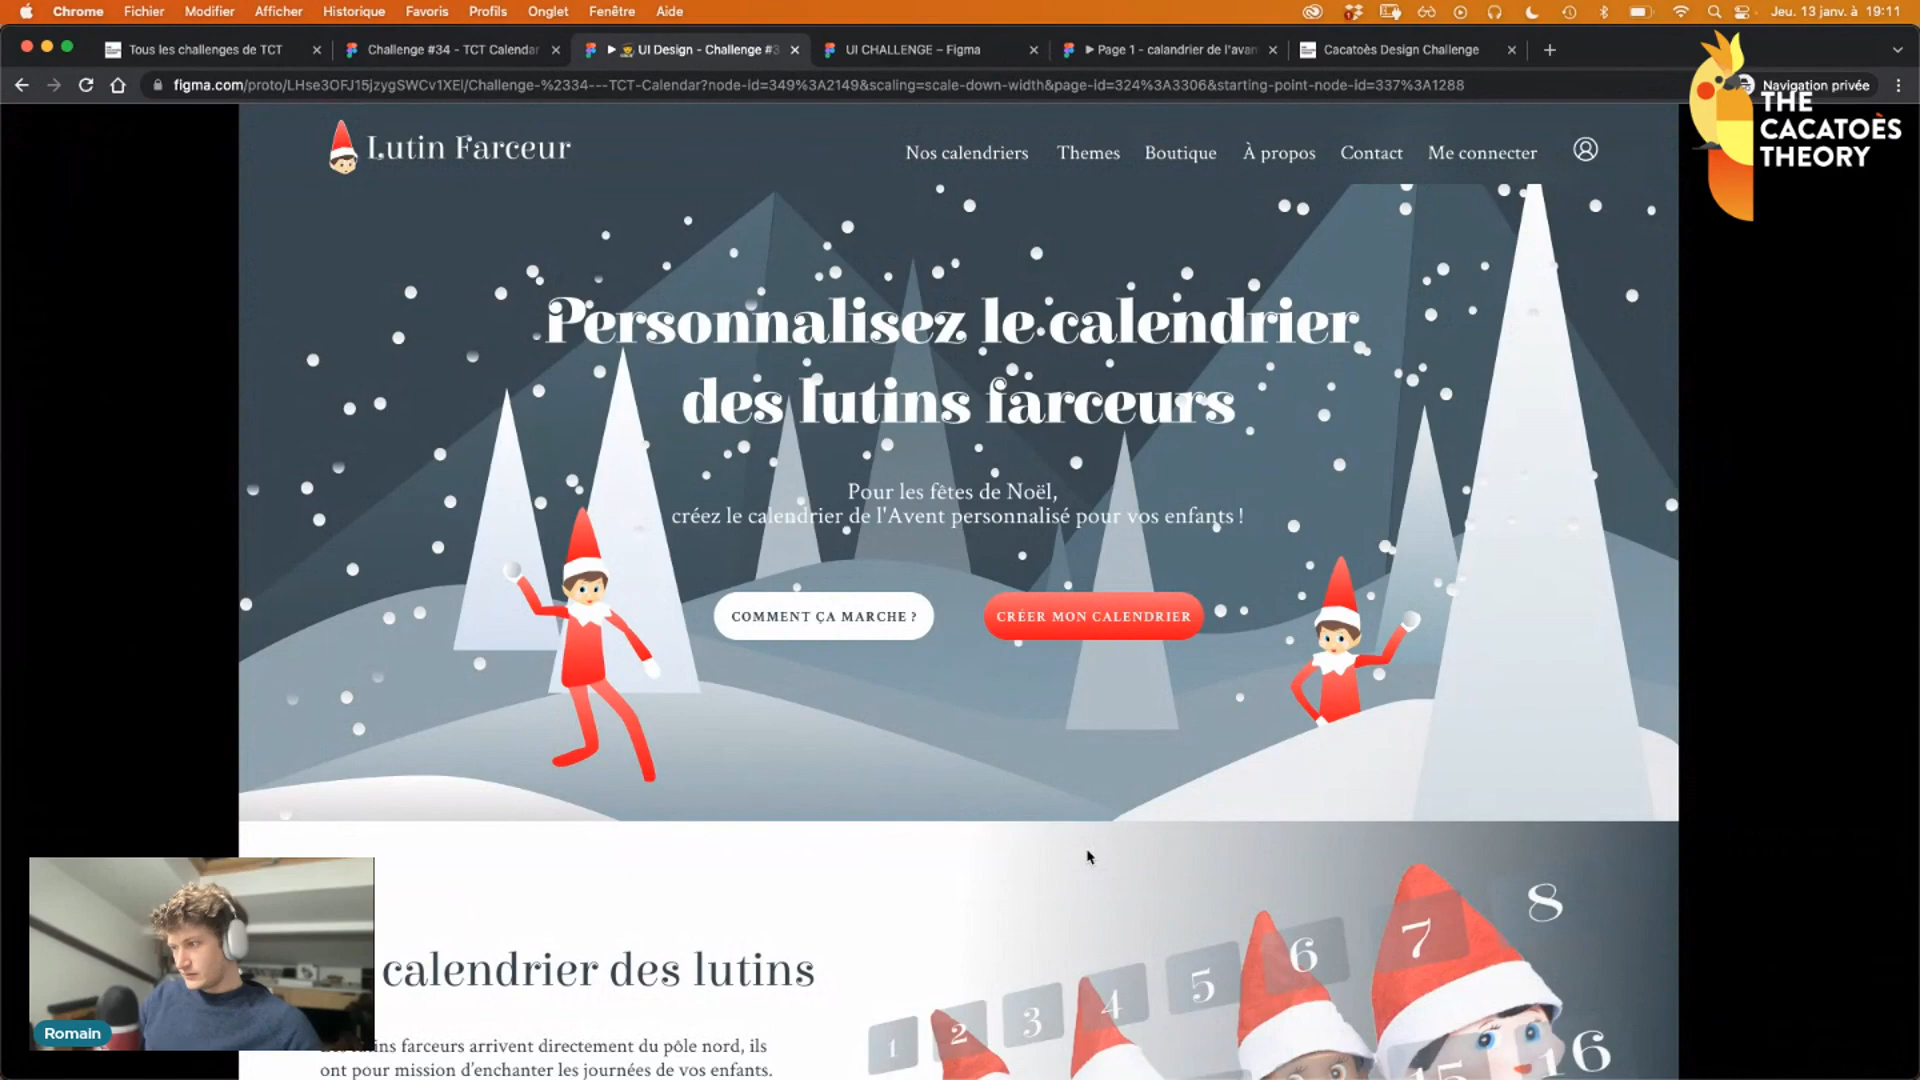 Chrome Fichier Modifier Afficher Historique Favoris Profils Onglet Fenêtre Aide Jeu. 13 janv. à 19:11
Tous les challenges de TCT
Challenge #34 - TCT Calendar
UI Design - Challenge #3
UI CHALLENGE – Figma
Page 1 - calandrier de l'avan
Cacatoès Design Challenge
figma.com/proto/LHse3OFJ15jzygSWCv1XEl/Challenge-%2334---TCT-Calendar?node-id=349%3A2149&scaling=scale-down-width&page-id=324%3A3306&starting-point-node-id=337%3A1288
Navigation privée
THE
CACATOÈS
THEORY
Lutin Farceur
Nos calendriers Themes Boutique À propos Contact Me connecter
Personnalisez le calendrier
des lutins farceurs
Pour les fêtes de Noël,
créez le calendrier de l'Avent personnalisé pour vos enfants !
COMMENT ÇA MARCHE ?
CRÉER MON CALENDRIER
calendrier des lutins
farceurs arrivent directement du pôle nord, ils
ont pour mission d'enchanter les journées de vos enfants.
1 2 3 4 5 6 7 8
15 16
Romain